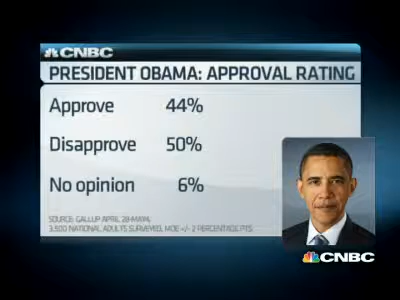 CNBC
PRESIDENT OBAMA: APPROVAL RATING
Approve 44%
Disapprove 50%
No opinion 6%
SOURCE: GALLUP APRIL 28-MAY4,
3,500 NATIONAL ADULTS SURVEYED, MOE +/- 2 PERCENTAGE PTS
CNBC